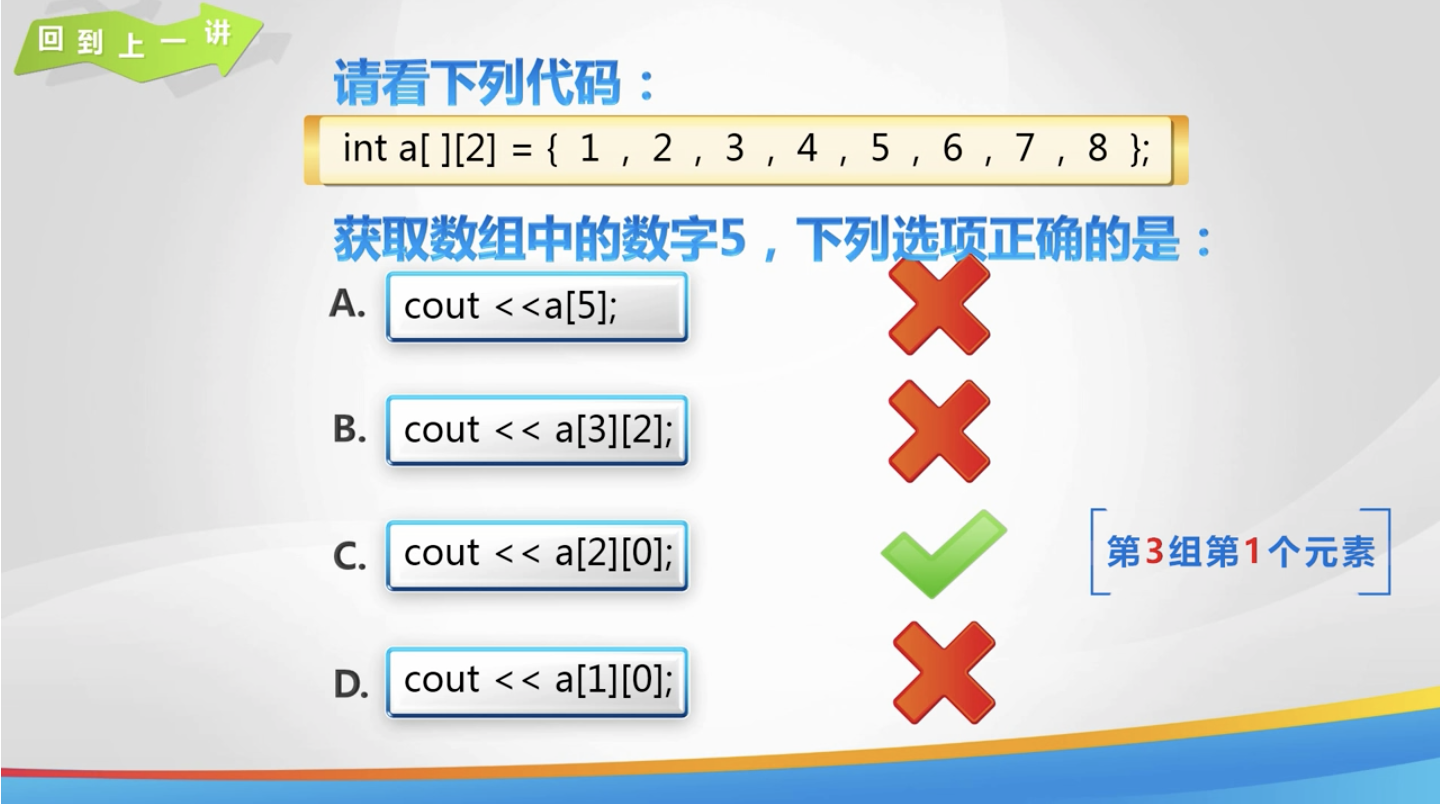 回到上一讲
请看下列代码：
int a[ ][2] = { 1 , 2 , 3 , 4 , 5 , 6 , 7 , 8 };
获取数组中的数字5，下列选项正确的是：
A. cout <<a[5];
B. cout << a[3][2];
C. cout << a[2][0];
第3组第1个元素
D. cout << a[1][0];